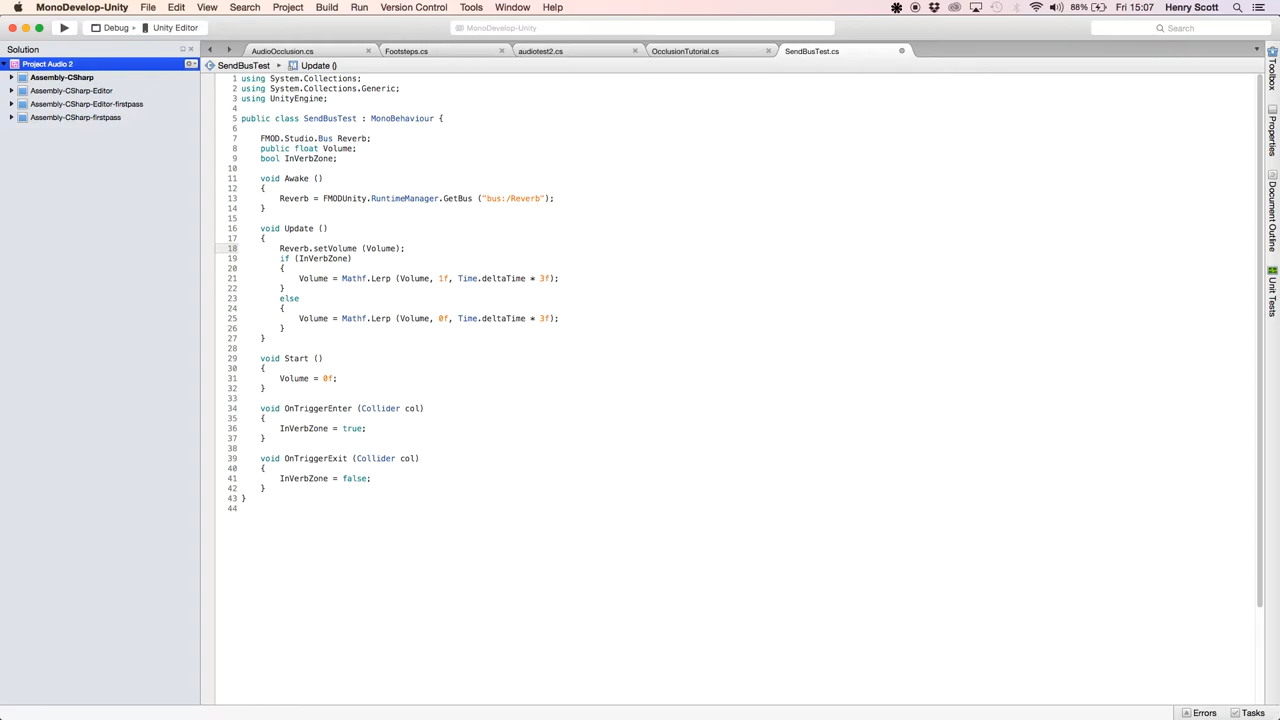 MonoDevelop-Unity File Edit View Search Project Build Run Version Control Tools Window Help 88% Fri 15:07 Henry Scott
Debug Unity Editor MonoDevelop-Unity Search
Solution
Project Audio 2
Assembly-CSharp
Assembly-CSharp-Editor
Assembly-CSharp-Editor-firstpass
Assembly-CSharp-firstpass
AudioOcclusion.cs Footsteps.cs audiotest2.cs OcclusionTutorial.cs SendBusTest.cs
SendBusTest Update ()
1 using System.Collections;
2 using System.Collections.Generic;
3 using UnityEngine;
4
5 public class SendBusTest : MonoBehaviour {
6
7 FMOD.Studio.Bus Reverb;
8 public float Volume;
9 bool InVerbZone;
10
11 void Awake ()
12 {
13 Reverb = FMODUnity.RuntimeManager.GetBus ("bus:/Reverb");
14 }
15
16 void Update ()
17 {
18 Reverb.setVolume (Volume);
19 if (InVerbZone)
20 {
21 Volume = Mathf.Lerp (Volume, 1f, Time.deltaTime * 3f);
22 }
23 else
24 {
25 Volume = Mathf.Lerp (Volume, 0f, Time.deltaTime * 3f);
26 }
27 }
28
29 void Start ()
30 {
31 Volume = 0f;
32 }
33
34 void OnTriggerEnter (Collider col)
35 {
36 InVerbZone = true;
37 }
38
39 void OnTriggerExit (Collider col)
40 {
41 InVerbZone = false;
42 }
43 }
44
Toolbox
Properties
Document Outline
Unit Tests
Errors Tasks